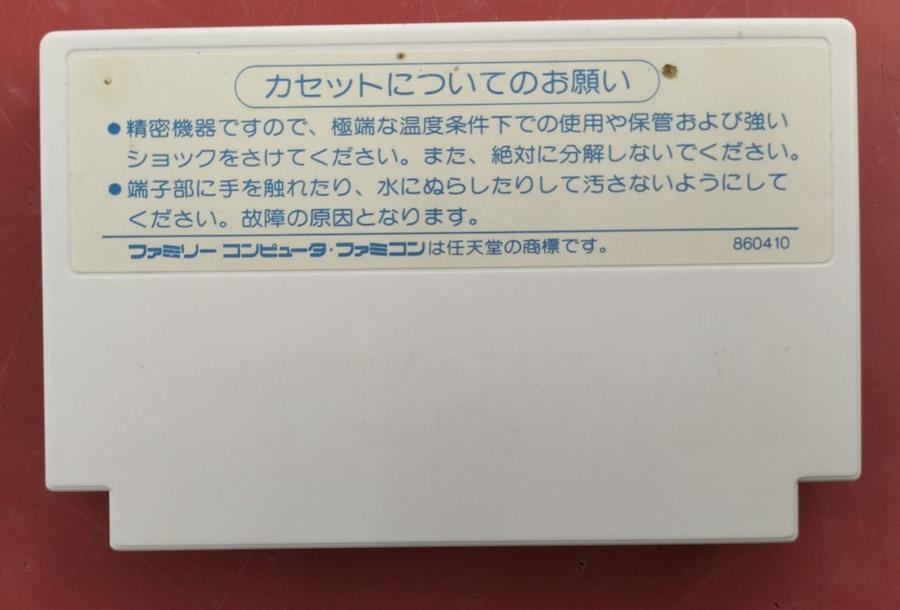 カセットについてのお願い
●精密機器ですので、極端な温度条件下での使用や保管および強い
ショックをさけてください。また、絶対に分解しないでください。
●端子部に手を触れたり、水にぬらしたりして汚さないようにして
ください。故障の原因となります。
ファミリーコンピュータ・ファミコンは任天堂の商標です。 860410